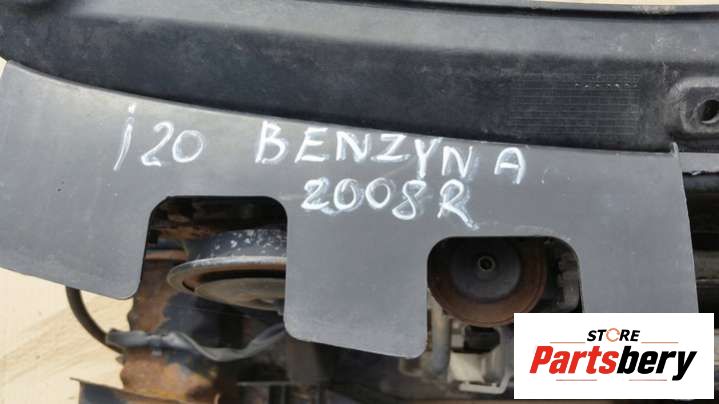 i20 BENZYNA
2008R
STORE
Partsbery